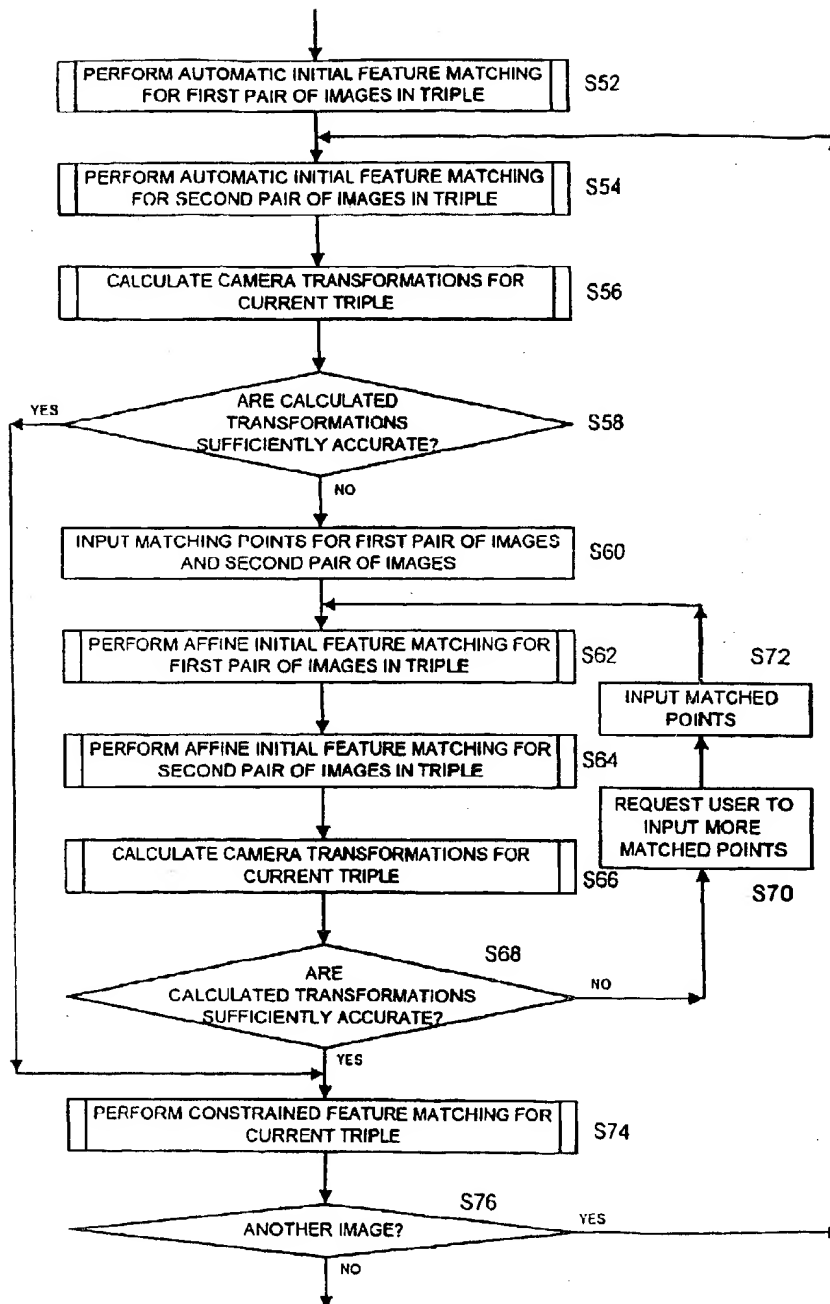 PERFORM AUTOMATIC INITIAL FEATURE MATCHING
FOR FIRST PAIR OF IMAGES IN TRIPLE
S52
PERFORM AUTOMATIC INITIAL FEATURE MATCHING
FOR SECOND PAIR OF IMAGES IN TRIPLE
S54
CALCULATE CAMERA TRANSFORMATIONS FOR
CURRENT TRIPLE
S56
YES
ARE CALCULATED
TRANSFORMATIONS
SUFFICIENTLY ACCURATE?
S58
NO
INPUT MATCHING POINTS FOR FIRST PAIR OF IMAGES
AND SECOND PAIR OF IMAGES
S60
PERFORM AFFINE INITIAL FEATURE MATCHING FOR
FIRST PAIR OF IMAGES IN TRIPLE
S62
S72
INPUT MATCHED
POINTS
PERFORM AFFINE INITIAL FEATURE MATCHING FOR
SECOND PAIR OF IMAGES IN TRIPLE
S64
REQUEST USER TO
INPUT MORE
MATCHED POINTS
S70
CALCULATE CAMERA TRANSFORMATIONS FOR
CURRENT TRIPLE
S66
S68
ARE
CALCULATED TRANSFORMATIONS
SUFFICIENTLY ACCURATE?
NO
YES
PERFORM CONSTRAINED FEATURE MATCHING FOR
CURRENT TRIPLE
S74
S76
ANOTHER IMAGE?
YES
NO